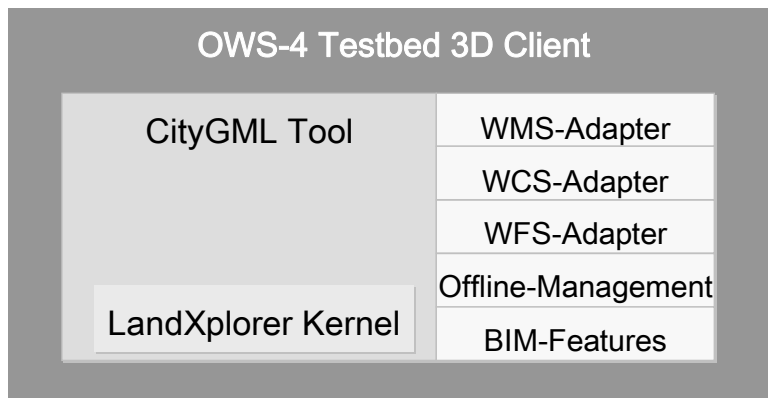 OWS-4 Testbed 3D Client
CityGML Tool
LandXplorer Kernel
WMS-Adapter
WCS-Adapter
WFS-Adapter
Offline-Management
BIM-Features